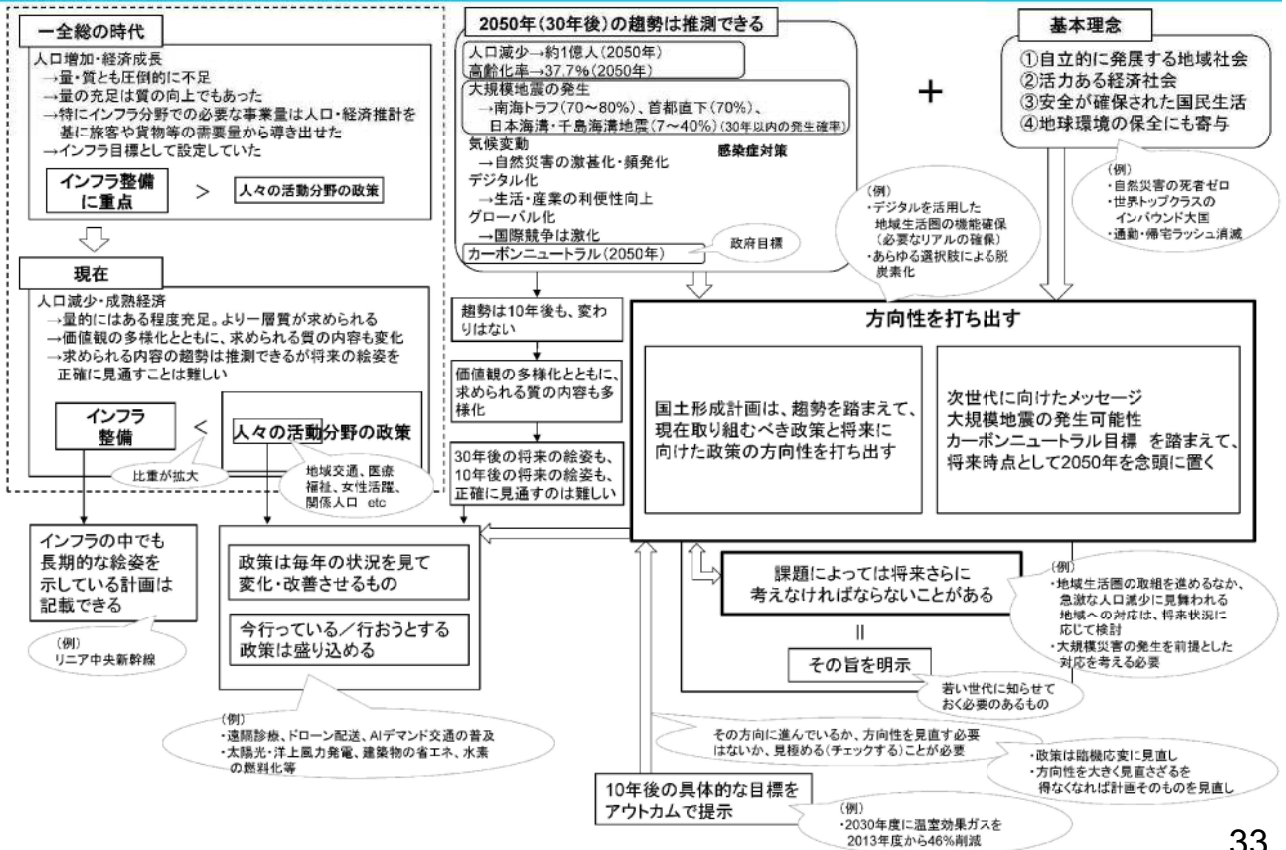 一全総の時代
人口増加・経済成長
→量・質とも圧倒的に不足
→量の充足は質の向上でもあった
→特にインフラ分野での必要な事業量は人口・経済推計を
基に旅客や貨物等の需要量から導き出せた
→インフラ目標として設定していた
インフラ整備
に重点
＞
人々の活動分野の政策
現在
人口減少・成熟経済
→量的にはある程度充足。より一層質が求められる
→価値観の多様化とともに、求められる質の内容も変化
→求められる内容の趨勢は推測できるが将来の絵姿を
正確に見通すことは難しい
インフラ
整備
＜
人々の活動分野の政策
比重が拡大
地域交通、医療
福祉、女性活躍、
関係人口 etc
インフラの中でも
長期的な絵姿を
示している計画は
記載できる
(例)
リニア中央新幹線
2050年(30年後)の趨勢は推測できる
人口減少→約1億人(2050年)
高齢化率→37.7%(2050年)
大規模地震の発生
→南海トラフ(70～80%)、首都直下(70%)、
日本海溝・千島海溝地震(7～40%)(30年以内の発生確率)
気候変動
感染症対策
→自然災害の激甚化・頻発化
デジタル化
→生活・産業の利便性向上
グローバル化
→国際競争は激化
カーボンニュートラル(2050年)
政府目標
趨勢は10年後も、変わ
りはない
価値観の多様化とともに、
求められる質の内容も多
様化
30年後の将来の絵姿も、
10年後の将来の絵姿も、
正確に見通すのは難しい
政策は毎年の状況を見て
変化・改善させるもの
今行っている／行おうとする
政策は盛り込める
(例)
・遠隔診療、ドローン配送、AIデマンド交通の普及
・太陽光・洋上風力発電、建築物の省エネ、水素
の燃料化等
+
基本理念
①自立的に発展する地域社会
②活力ある経済社会
③安全が確保された国民生活
④地球環境の保全にも寄与
(例)
・デジタルを活用した
地域生活圏の機能確保
(必要なリアルの確保)
・あらゆる選択肢による脱
炭素化
(例)
・自然災害の死者ゼロ
・世界トップクラスの
インバウンド大国
・通勤・帰宅ラッシュ消滅
方向性を打ち出す
国土形成計画は、趨勢を踏まえて、
現在取り組むべき政策と将来に
向けた政策の方向性を打ち出す
次世代に向けたメッセージ
大規模地震の発生可能性
カーボンニュートラル目標 を踏まえて、
将来時点として2050年を念頭に置く
課題によっては将来さらに
考えなければならないことがある
＝
その旨を明示
(例)
・地域生活圏の取組を進めるなか、
急激な人口減少に見舞われる
地域への対応は、将来状況に
応じて検討
・大規模災害の発生を前提とした
対応を考える必要
若い世代に知らせて
おく必要のあるもの
その方向に進んでいるか、方向性を見直す必要
はないか、見極める(チェックする)ことが必要
・政策は臨機応変に見直し
・方向性を大きく見直さざるを
得なくなれば計画そのものを見直し
10年後の具体的な目標を
アウトカムで提示
(例)
・2030年度に温室効果ガスを
2013年度から46%削減
33